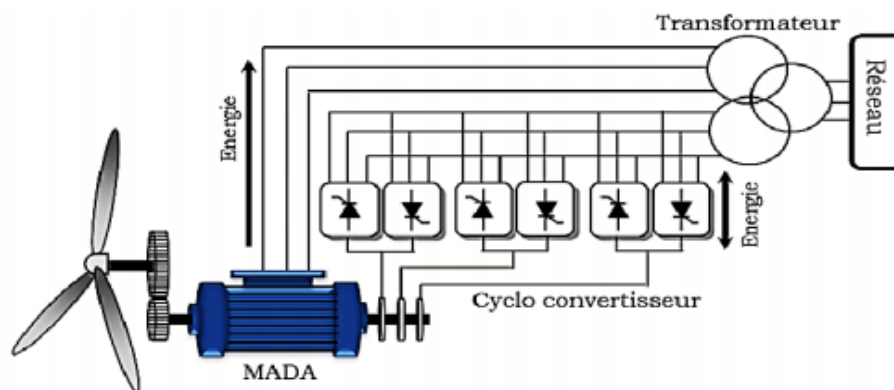 Transformateur
Réseau
Energie
Energie
Cyclo convertisseur
MADA